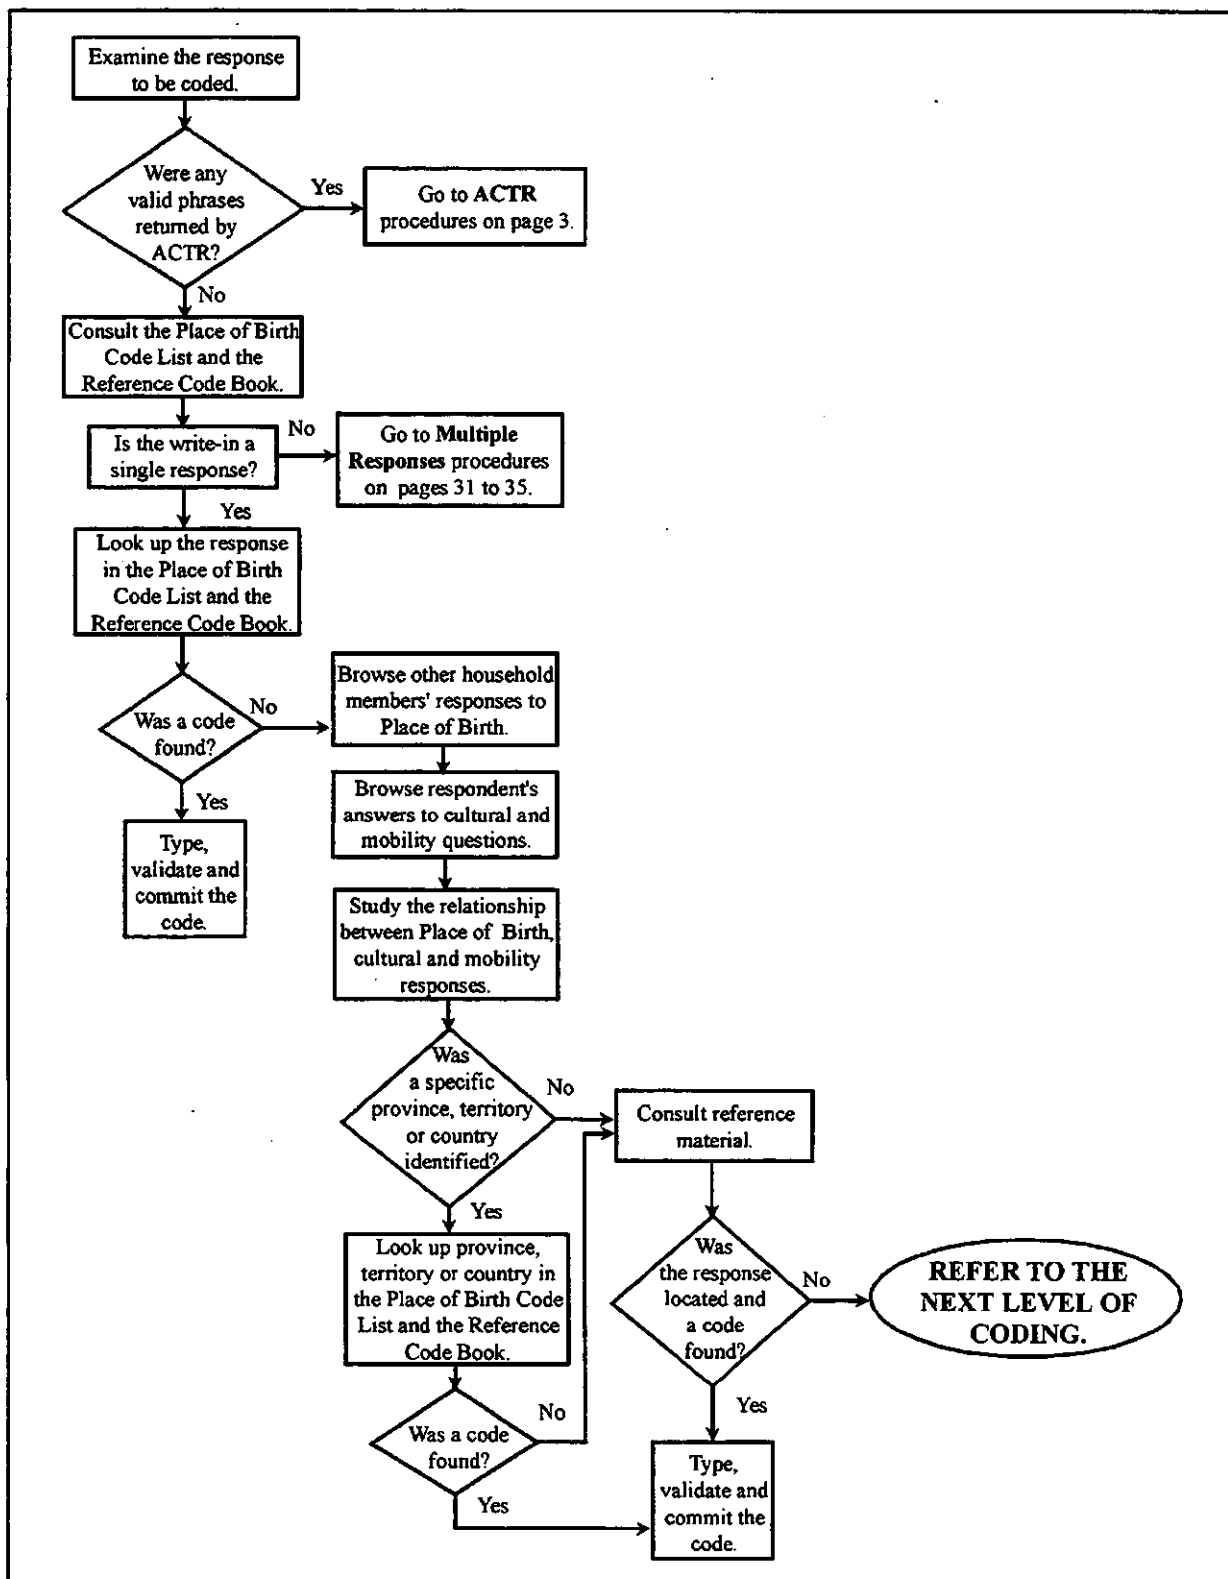 Examine the response
to be coded.
Were any
valid phrases
returned by
ACTR?
Yes
Go to ACTR
procedures on page 3.
No
Consult the Place of Birth
Code List and the
Reference Code Book.
Is the write-in a
single response?
No
Go to Multiple
Responses procedures
on pages 31 to 35.
Yes
Look up the response
in the Place of Birth
Code List and the
Reference Code Book.
Was a code
found?
No
Browse other household
members' responses to
Place of Birth.
Yes
Type,
validate and
commit the
code.
Browse respondent's
answers to cultural and
mobility questions.
Study the relationship
between Place of Birth,
cultural and mobility
responses.
Was
a specific
province, territory
or country
identified?
No
Consult reference
material.
Yes
Look up province,
territory or country in
the Place of Birth Code
List and the Reference
Code Book.
Was
the response
located and
a code
found?
No
REFER TO THE
NEXT LEVEL OF
CODING.
Was a code
found?
No
Yes
Yes
Type,
validate and
commit the
code.